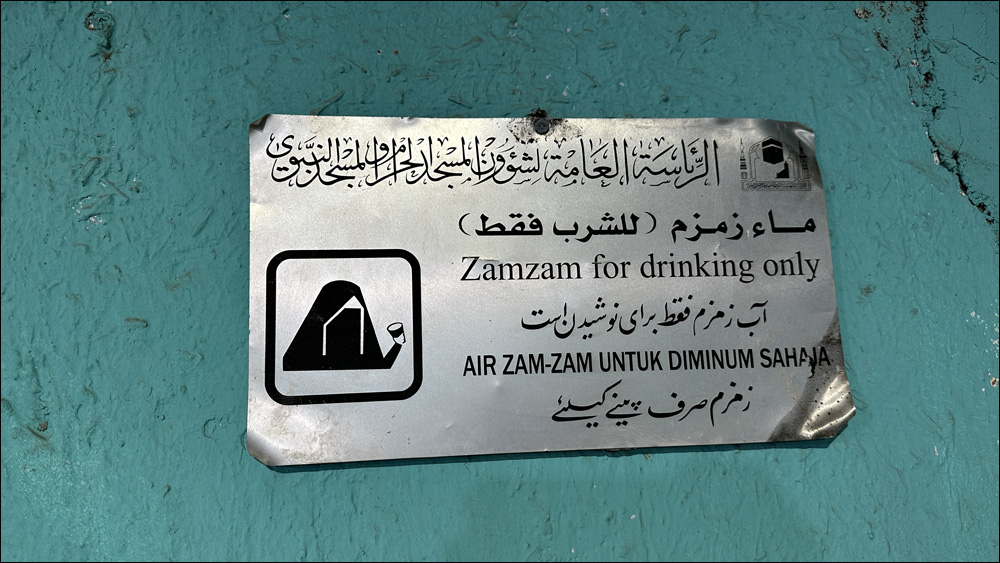 الرئاسة العامة لشؤون المسجد الحرام والمسجد النبوي
ماء زمزم (للشرب فقط)
Zamzam for drinking only
آب زمزم فقط برای نوشیدن است
AIR ZAM-ZAM UNTUK DIMINUM SAHAJA
زمزم صرف پینے کیلئے